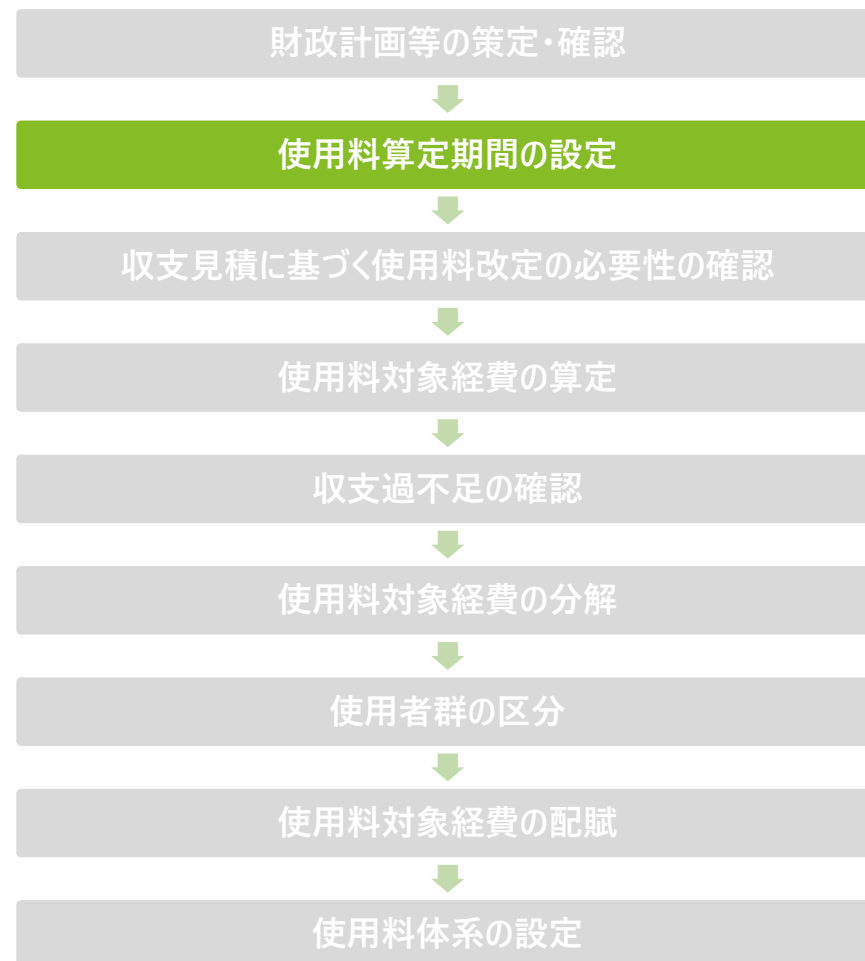 財政計画等の策定・確認
使用料算定期間の設定
収支見積に基づく使用料改定の必要性の確認
使用料対象経費の算定
収支過不足の確認
使用料対象経費の分解
使用者群の区分
使用料対象経費の配賦
使用料体系の設定